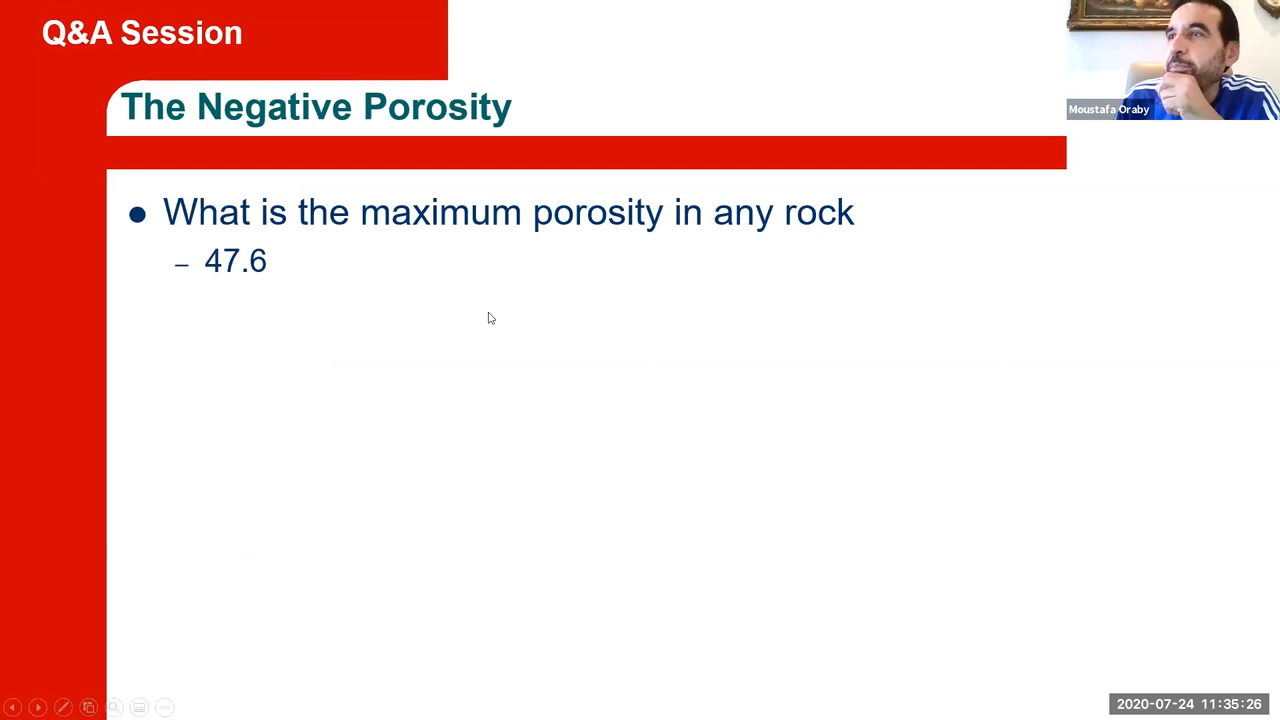 Q&A Session
The Negative Porosity
Moustafa Oraby
● What is the maximum porosity in any rock
– 47.6
2020-07-24 11:35:26